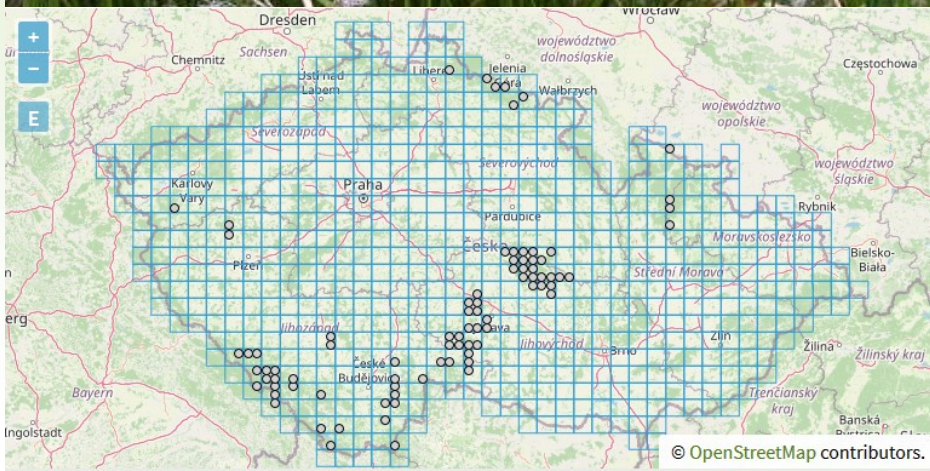 Dresden
Wrocław
+
−
E
Chemnitz
Sachsen
Ústí nad
Labem
Liberec
Jelenia
Góra
Wałbrzych
województwo
dolnośląskie
Częstochowa
województwo
opolskie
Severozápad
Severovýchod
województwo
śląskie
Karlovy
Vary
Praha
Pardubice
Rybnik
Česko
Moravskoslezsko
Bielsko-
Biała
Plzeň
Střední Morava
Jihozápad
Jihovýchod
Brno
Zlín
Žilina
Žilinský kraj
České
Budějovice
Bayern
Trenčiansky
kraj
Ingolstadt
Banská
Bystrica
© OpenStreetMap contributors.